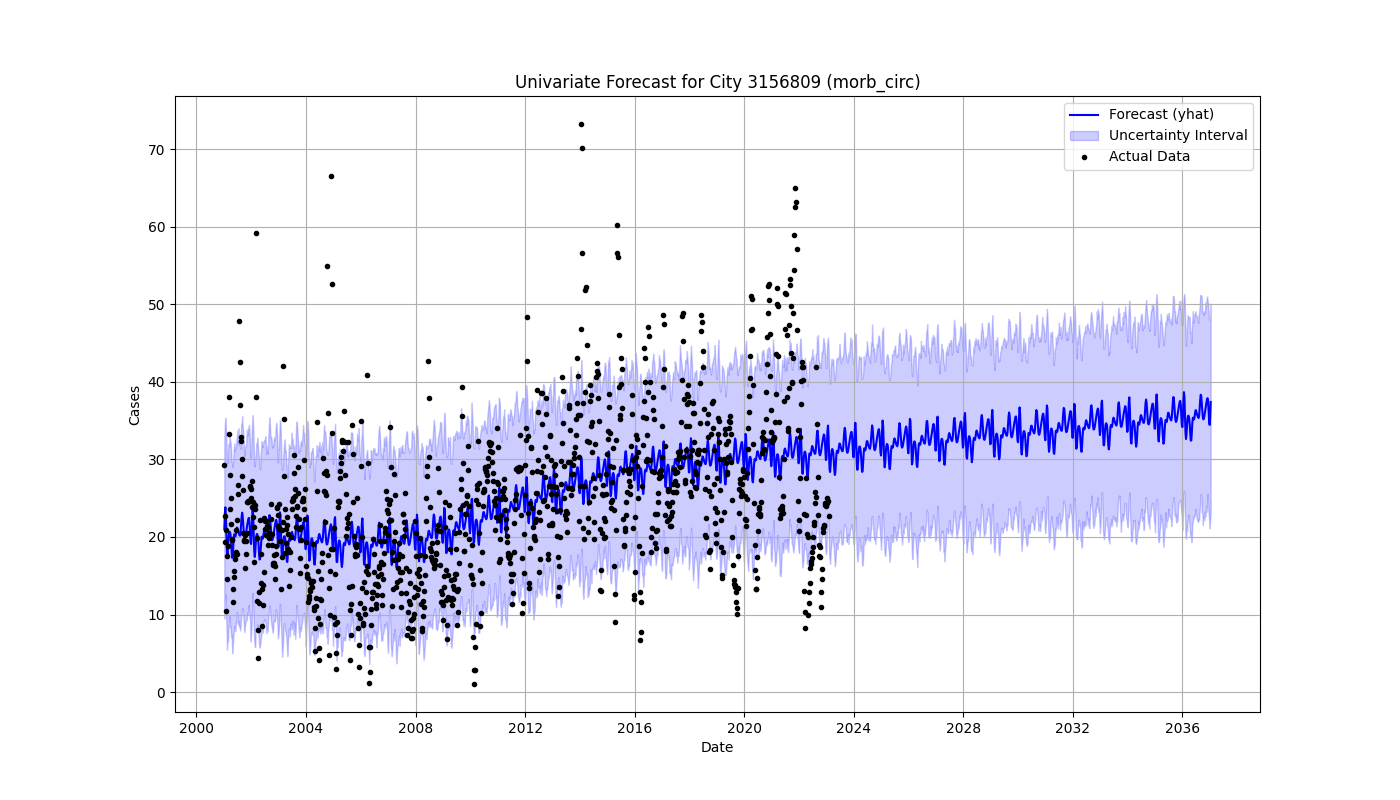 Univariate Forecast for City 3156809 (morb_circ)
Forecast (yhat)
Uncertainty Interval
Actual Data
Cases
70
60
50
40
30
20
10
0
2000 2004 2008 2012 2016 2020 2024 2028 2032 2036
Date